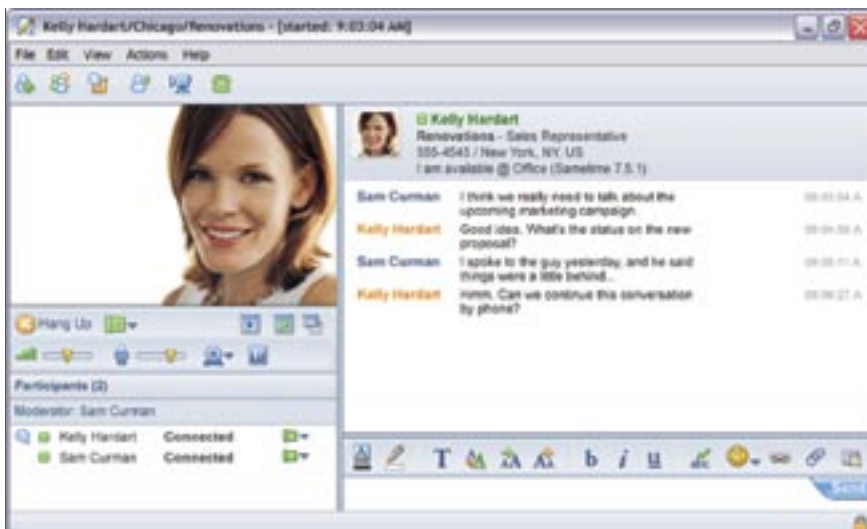 Kelly Hardart/Chicago/Renovations - [started: 9:03:04 AM]
File Edit View Actions Help
Kelly Hardart
Renovations - Sales Representative
555-4545 / New York, NY, US
I am available @ Office (Sametime 7.5.1)
Sam Curman I think we really need to talk about the
upcoming marketing campaign.
Kelly Hardart Good idea. What's the status on the new
proposal?
Sam Curman I spoke to the guy yesterday, and he said
things were a little behind...
Kelly Hardart Hmm. Can we continue this conversation
by phone?
Hang Up
Participants (2)
Moderator: Sam Curman
Kelly Hardart Connected
Sam Curman Connected
T A A b i u
Send